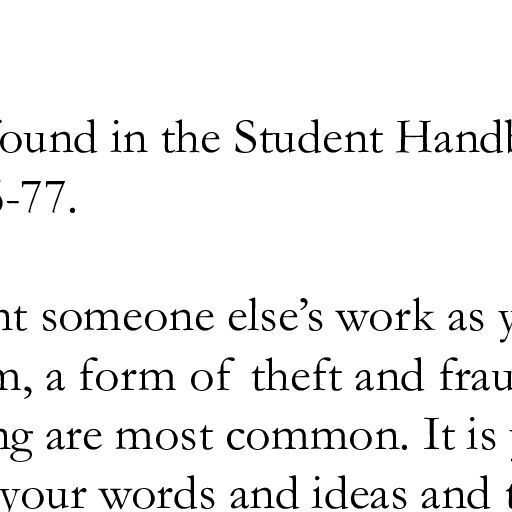 found in the Student Handb
-77.
nt someone else’s work as y
m, a form of theft and frau
ng are most common. It is
your words and ideas and t